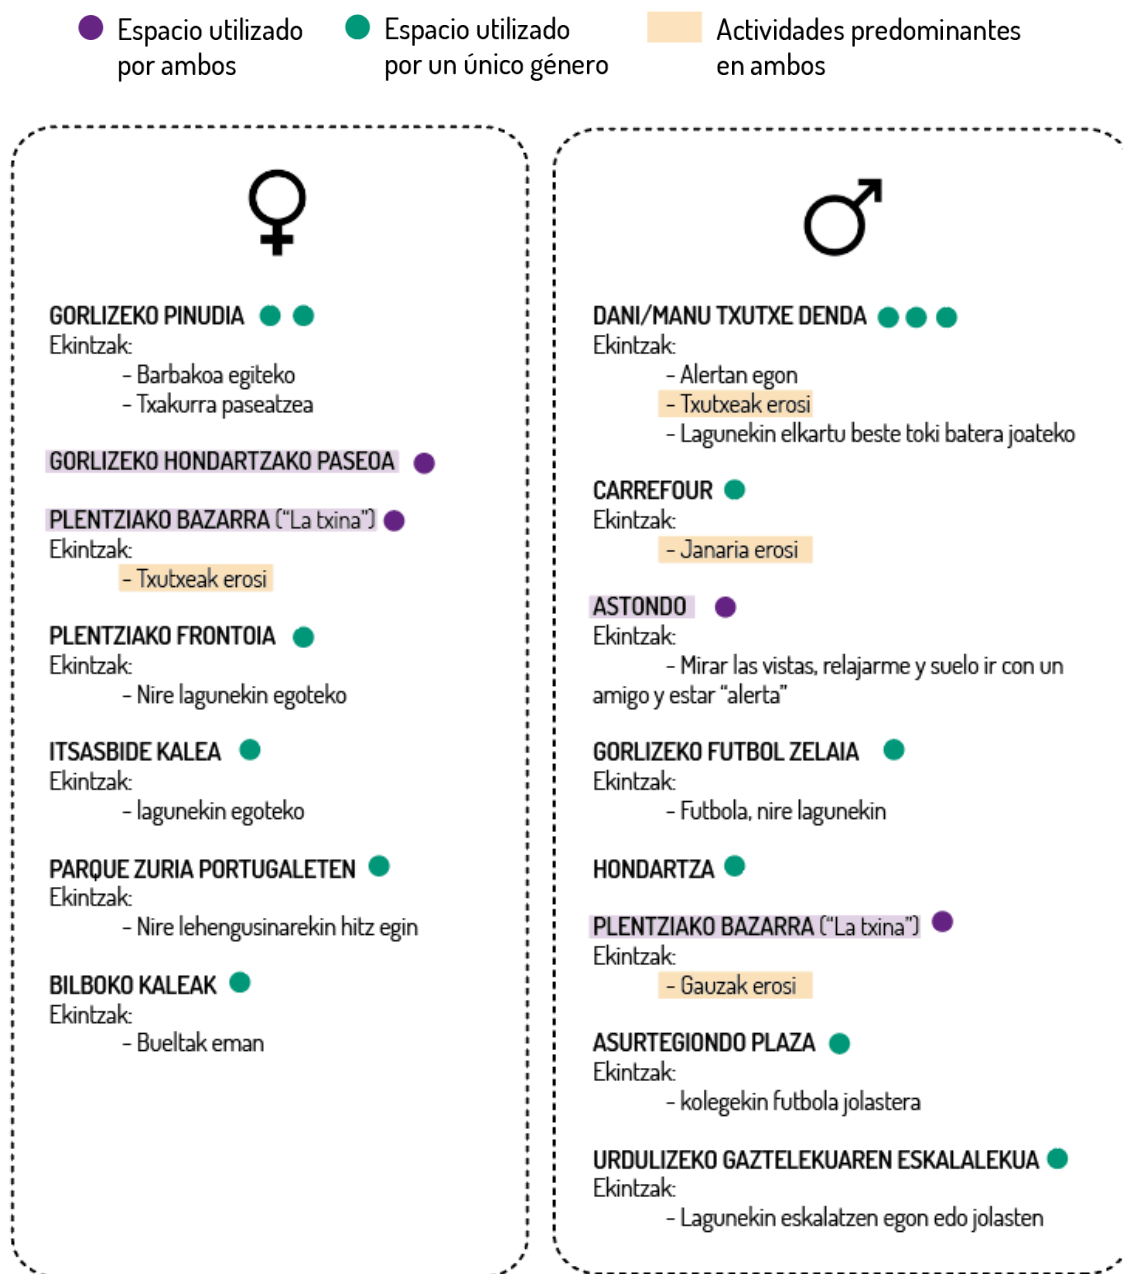 Espacio utilizado
por ambos
Espacio utilizado
por un único género
Actividades predominantes
en ambos
GORLIZEKO PINUDIA
Ekintzak:
- Barbakoa egiteko
- Txakurra paseatzea
GORLIZEKO HONDARTZAKO PASEOA
PLENTZIAKO BAZARRA ("La txina")
Ekintzak:
- Txutxeak erosi
PLENTZIAKO FRONTOIA
Ekintzak:
- Nire lagunekin egoteko
ITSASBIDE KALEA
Ekintzak:
- lagunekin egoteko
PARQUE ZURIA PORTUGALETEN
Ekintzak:
- Nire lehengusinarekin hitz egin
BILBOKO KALEAK
Ekintzak:
- Bueltak eman
DANI/MANU TXUTXE DENDA
Ekintzak:
- Alertan egon
- Txutxeak erosi
- Lagunekin elkartu beste toki batera joateko
CARREFOUR
Ekintzak:
- Janaria erosi
ASTONDO
Ekintzak:
- Mirar las vistas, relajarme y suelo ir con un
amigo y estar "alerta"
GORLIZEKO FUTBOL ZELAIA
Ekintzak:
- Futbola, nire lagunekin
HONDARTZA
PLENTZIAKO BAZARRA ("La txina")
Ekintzak:
- Gauzak erosi
ASURTEGIONDO PLAZA
Ekintzak:
- kolegekin futbola jolastera
URDULIZEKO GAZTELEKUAREN ESKALALEKUA
Ekintzak:
- Lagunekin eskalatzen egon edo jolasten